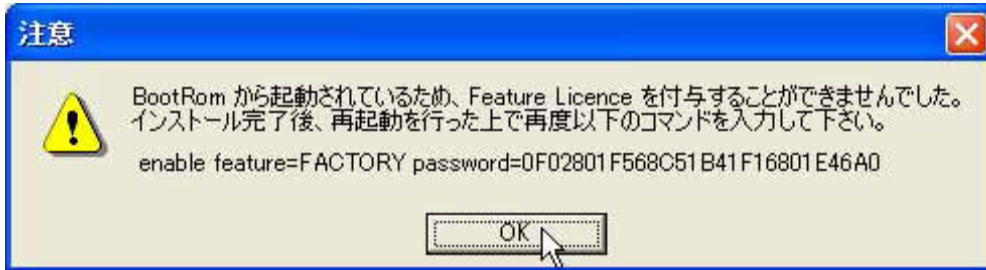 注意
BootRom から起動されているため、Feature Licence を付与することができませんでした。
インストール完了後、再起動を行った上で再度以下のコマンドを入力して下さい。
enable feature=FACTORY password=0F02801F568C51B41F16801E46A0
OK